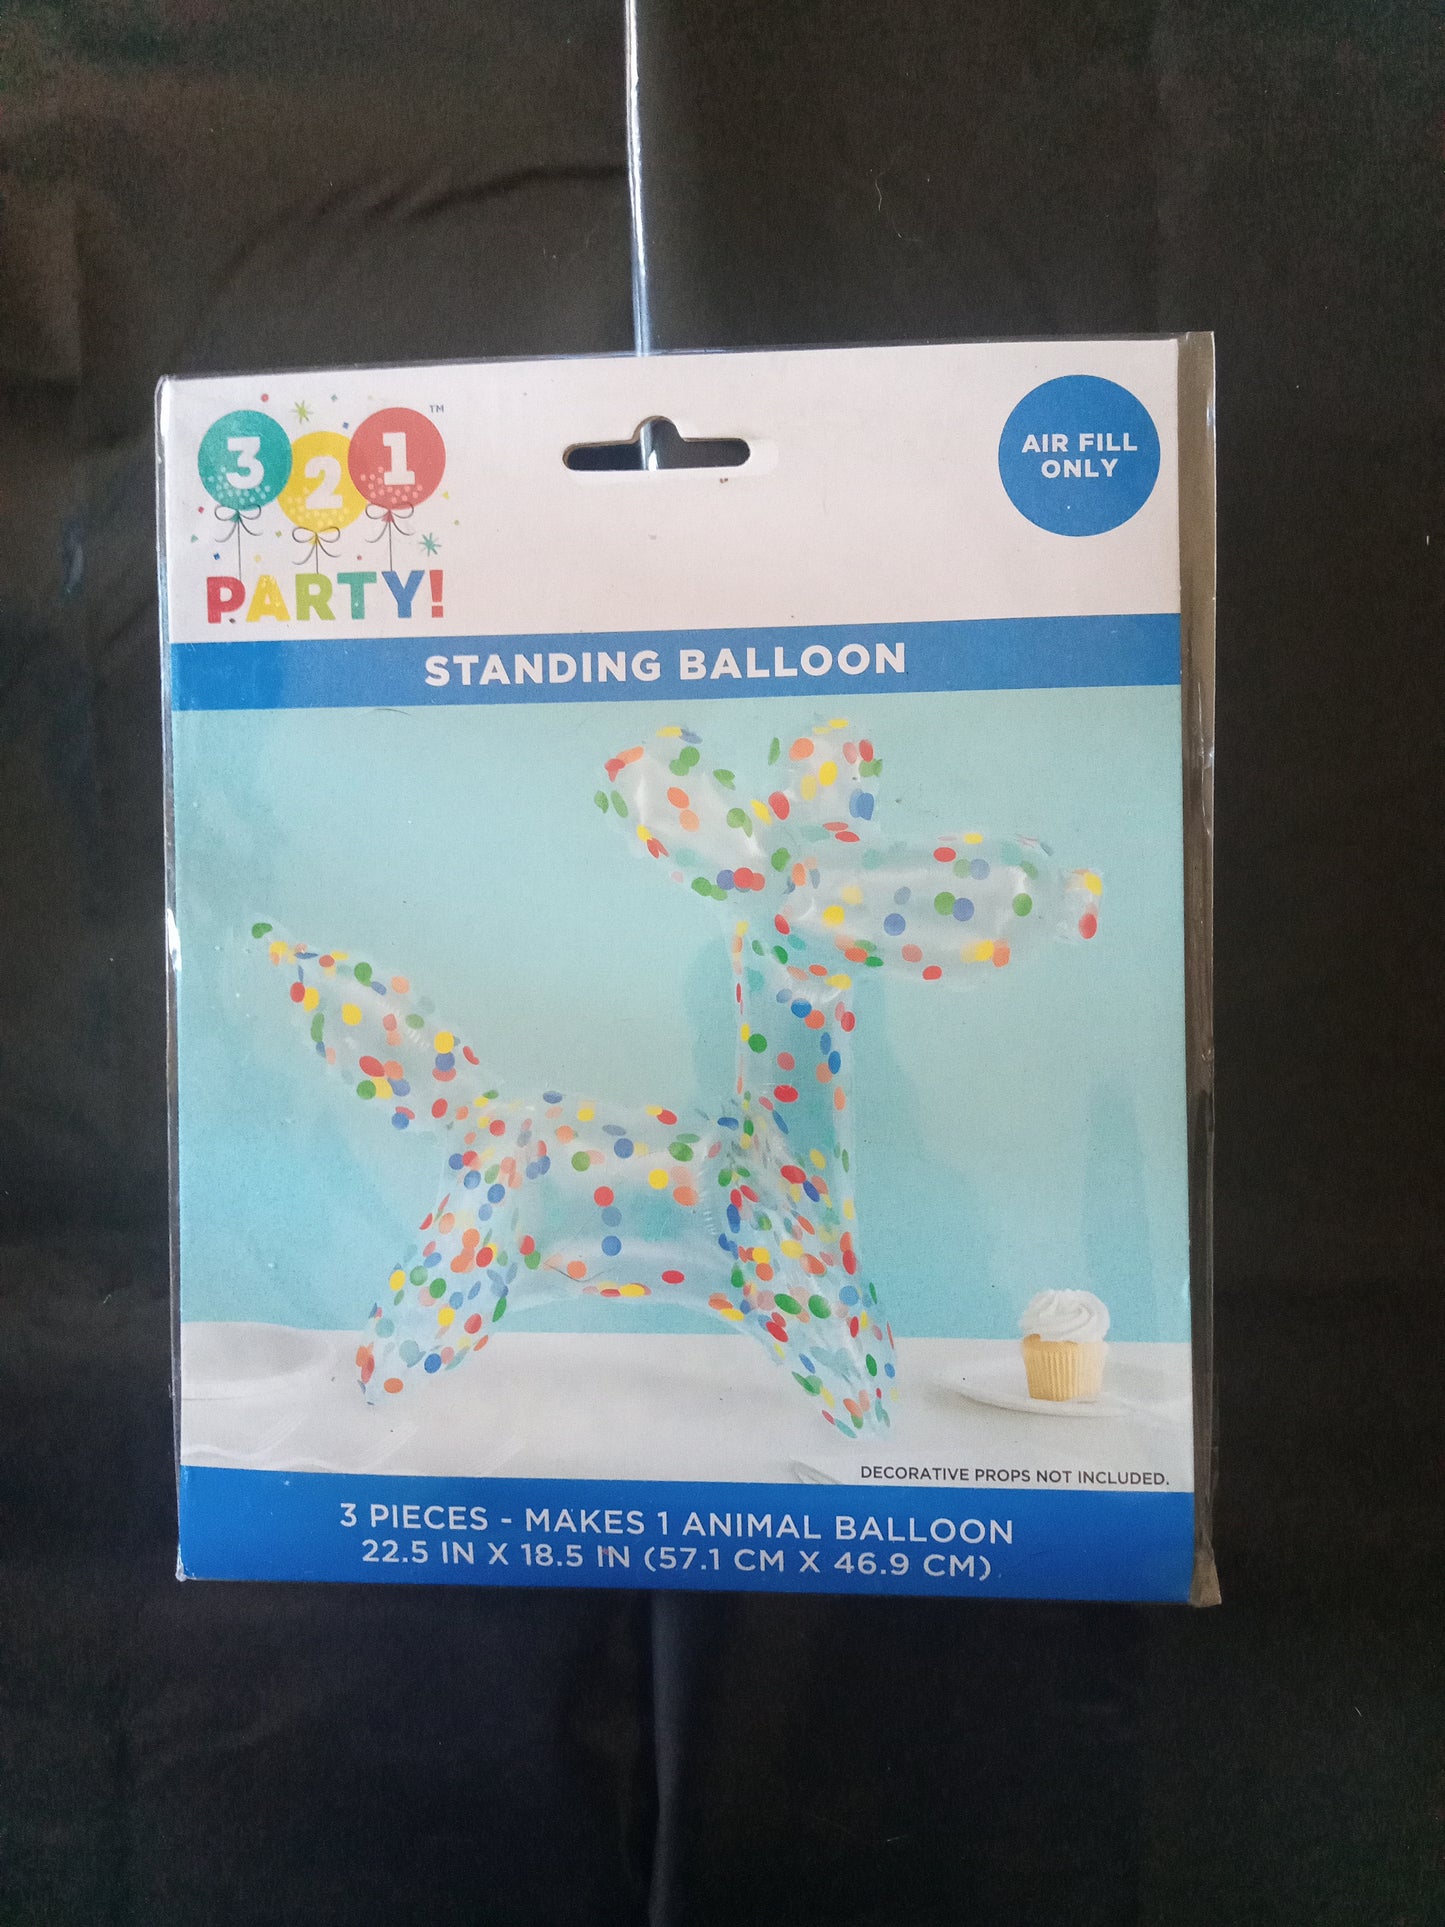 3 2 1 ™
PARTY!
AIR FILL
ONLY
STANDING BALLOON
DECORATIVE PROPS NOT INCLUDED.
3 PIECES - MAKES 1 ANIMAL BALLOON
22.5 IN X 18.5 IN (57.1 CM X 46.9 CM)